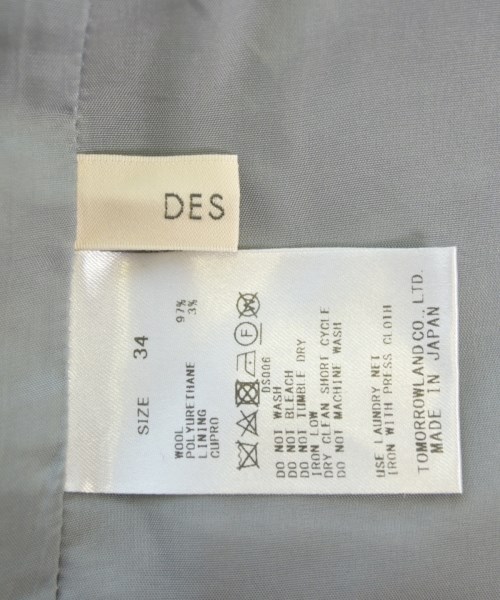 DES
SIZE 34
WOOL 97%
POLYURETHANE 3%
LINING
CUPRO
F
DS006
DO NOT WASH
DO NOT BLEACH
DO NOT TUMBLE DRY
IRON LOW
DRY CLEAN SHORT CYCLE
DO NOT MACHINE WASH
USE LAUNDRY NET
IRON WITH PRESS CLOTH
TOMORROWLAND CO., LTD.
MADE IN JAPAN